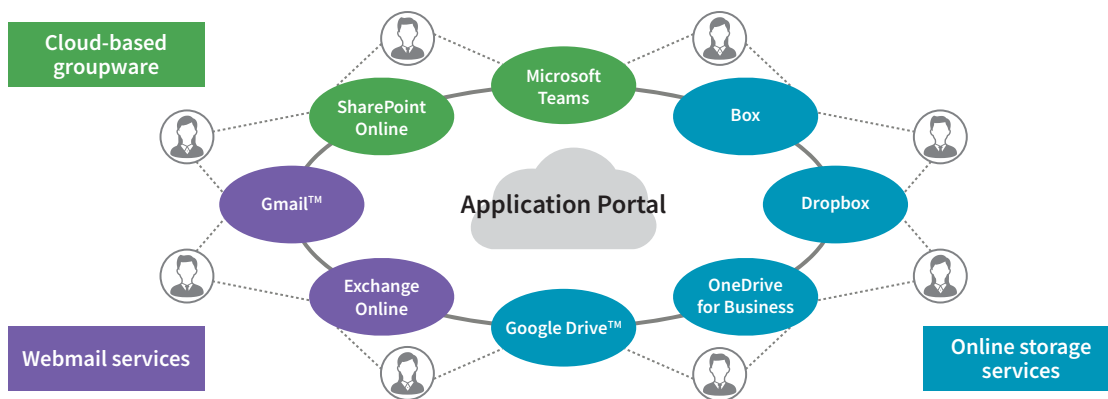 Cloud-based
groupware
Microsoft
Teams
SharePoint
Online
Box
Gmail™
Application Portal
Dropbox
Exchange
Online
OneDrive
for Business
Google Drive™
Webmail services
Online storage
services